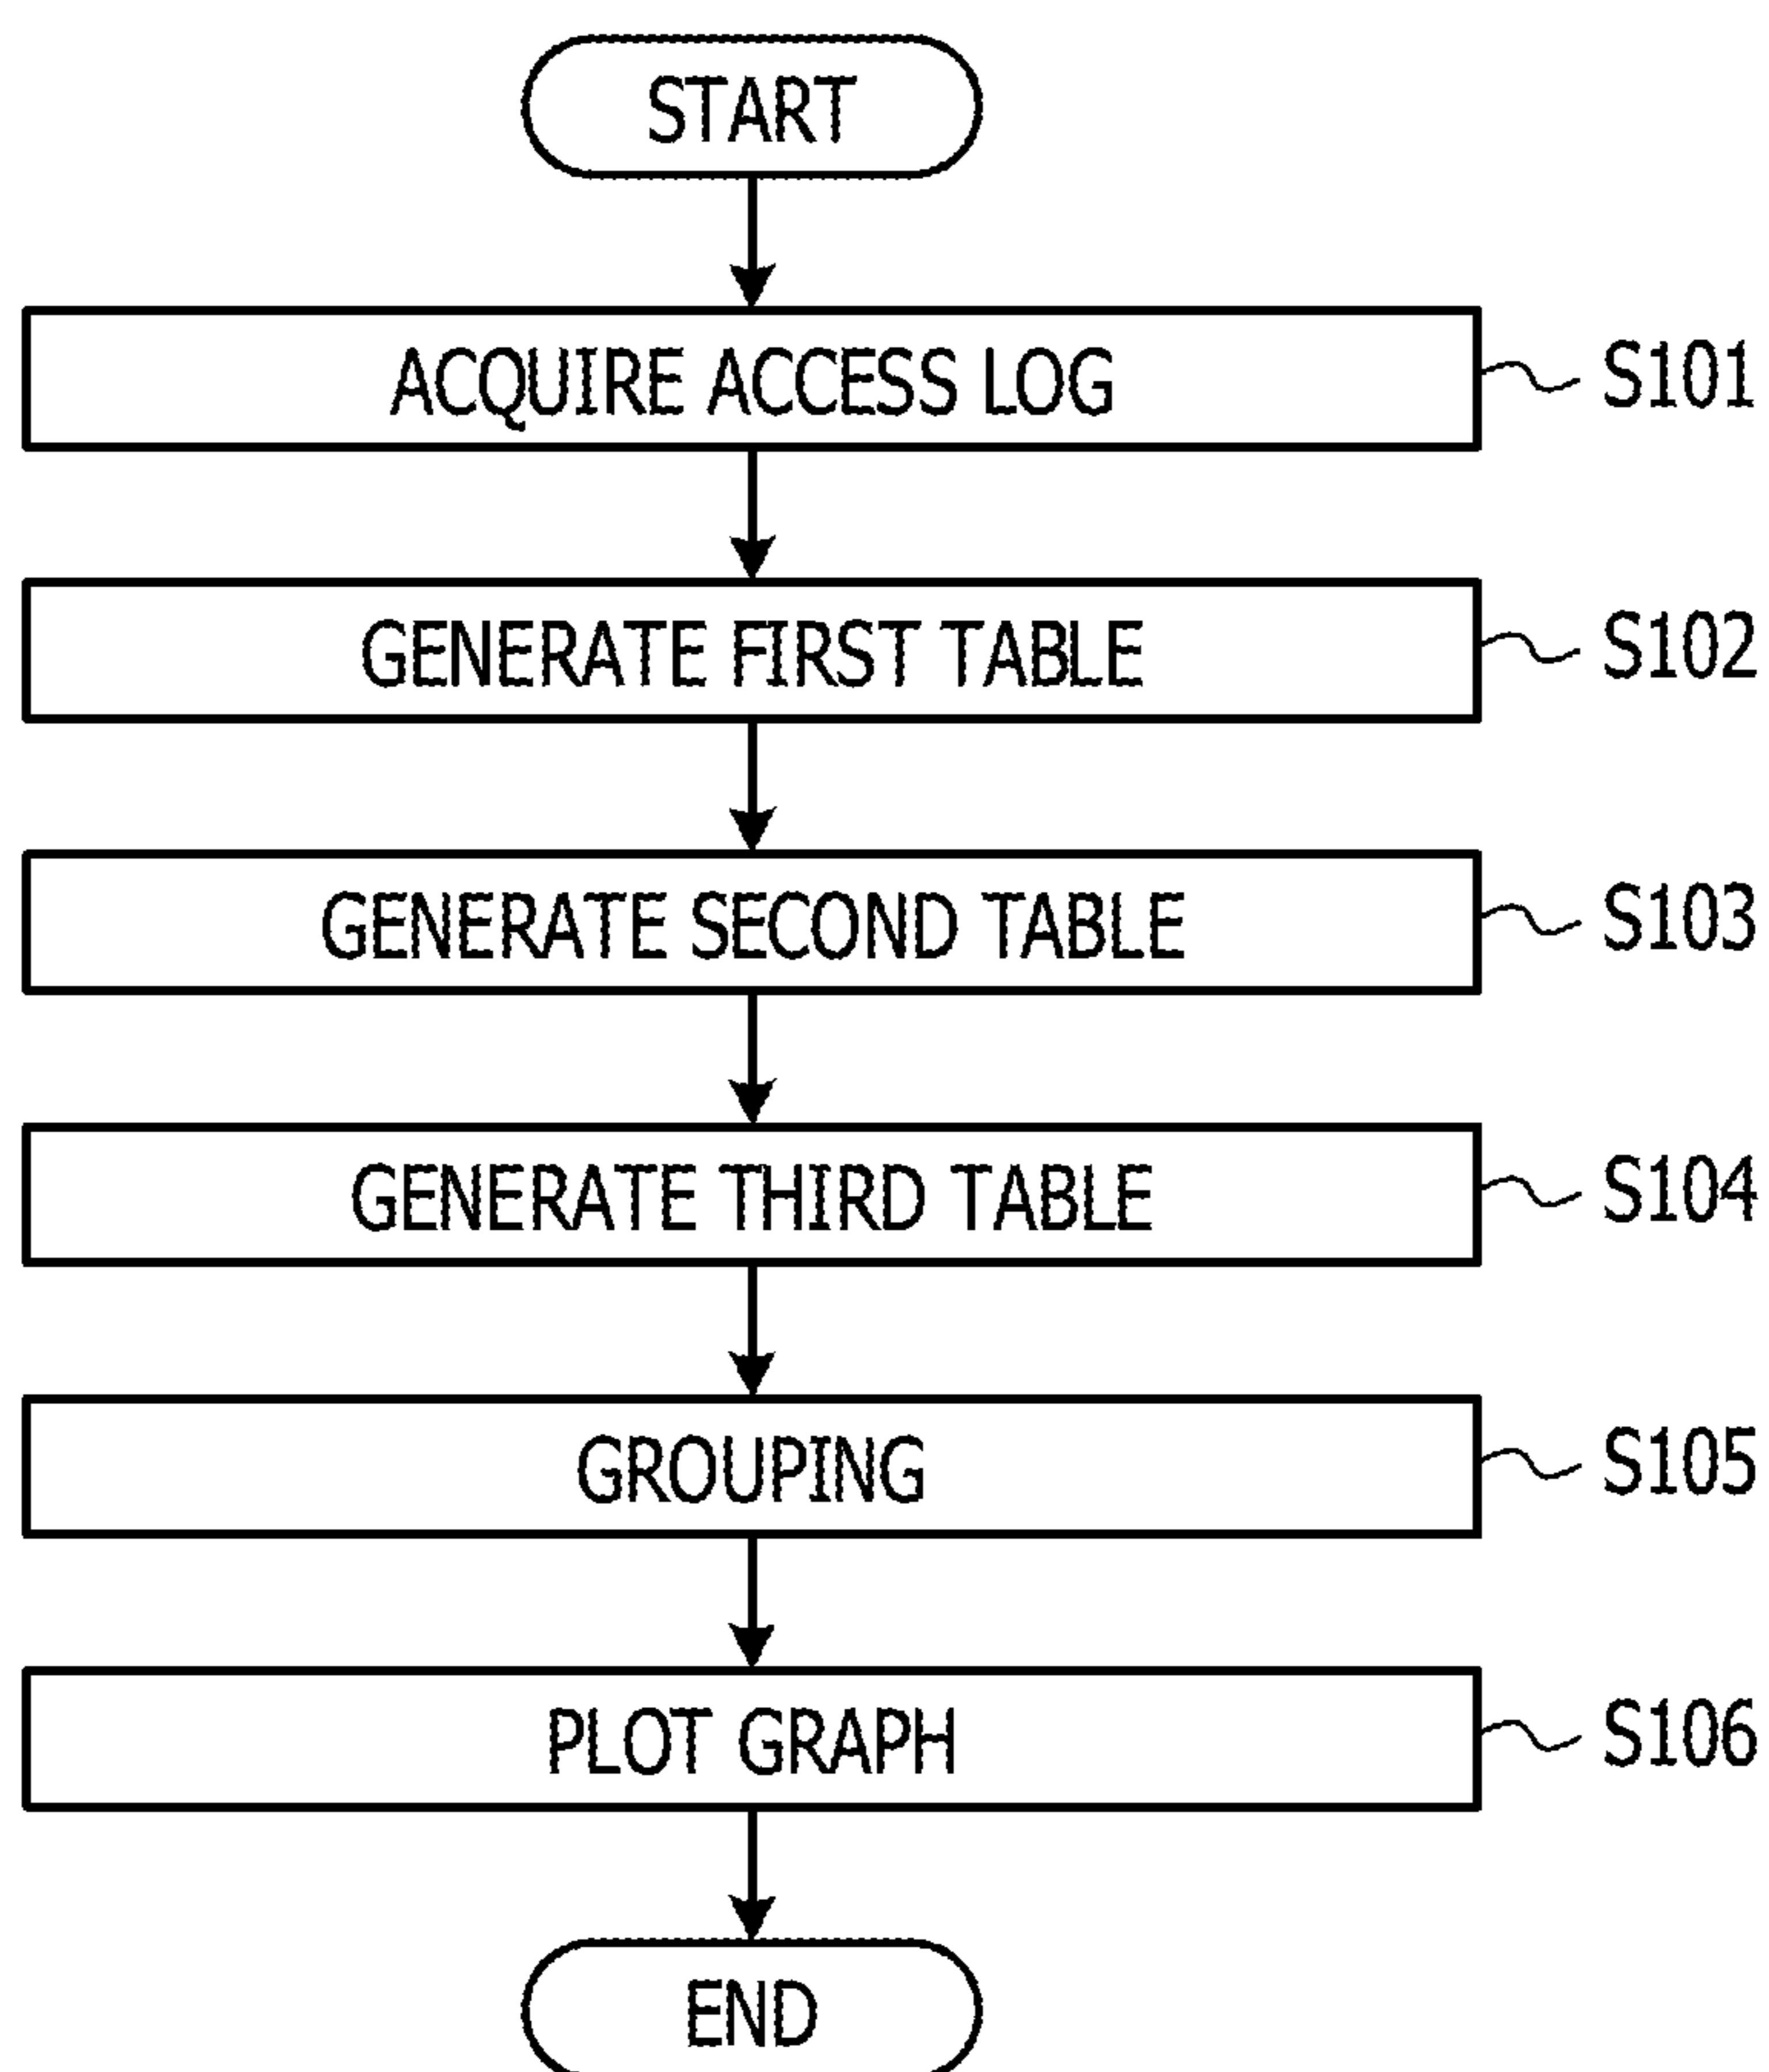 START
ACQUIRE ACCESS LOG S101
GENERATE FIRST TABLE S102
GENERATE SECOND TABLE S103
GENERATE THIRD TABLE S104
GROUPING S105
PLOT GRAPH S106
END